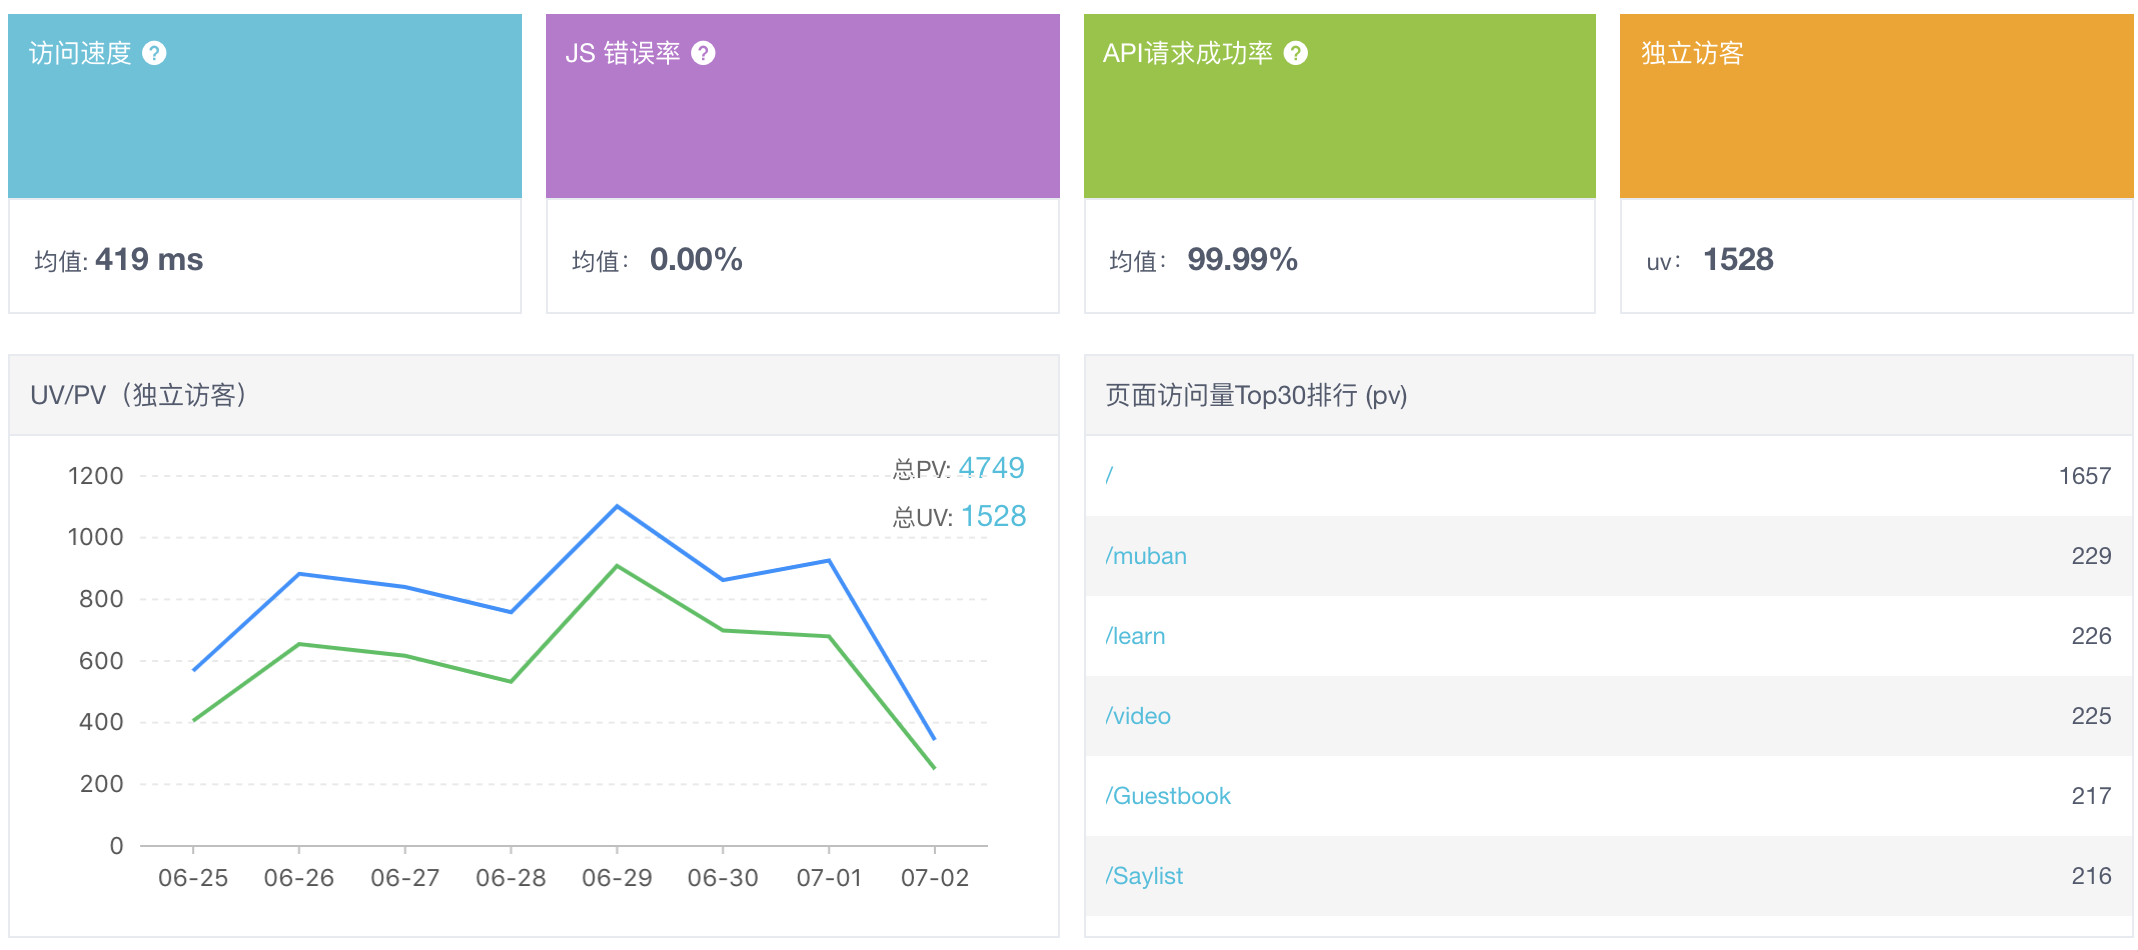 访问速度 ?
JS 错误率 ?
API请求成功率 ?
独立访客
均值: 419 ms
均值： 0.00%
均值： 99.99%
uv： 1528
UV/PV（独立访客）
总PV: 4749
总UV: 1528
1200
1000
800
600
400
200
0
06-25 06-26 06-27 06-28 06-29 06-30 07-01 07-02
页面访问量Top30排行 (pv)
/ 1657
/muban 229
/learn 226
/video 225
/Guestbook 217
/Saylist 216